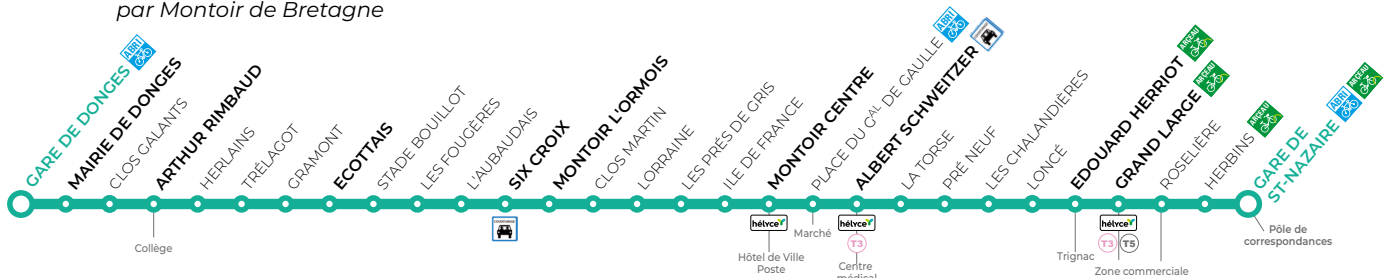 par Montoir de Bretagne
GARE DE DONGES
ABRI
MAIRIE DE DONGES
CLOS GALANTS
ARTHUR RIMBAUD
HERLAINS
TRÉLAGOT
GRAMONT
ECOTTAIS
STADE BOUILLOT
LES FOUGÈRES
L'AUBAUDAIS
SIX CROIX
MONTOIR L'ORMOIS
CLOS MARTIN
LORRAINE
LES PRÉS DE GRIS
ILE DE FRANCE
MONTOIR CENTRE
PLACE DU GAL DE GAULLE
ABRI
ALBERT SCHWEITZER
LA TORSE
PRÉ NEUF
LES CHALANDIÈRES
LONCÉ
EDOUARD HERRIOT
ARCEAU
GRAND LARGE
ARCEAU
ROSELIÈRE
HERBINS
ARCEAU
GARE DE
ST-NAZAIRE
ABRI
ARCEAU
Collège
COVOITURAGE
hélyce
Hôtel de Ville
Poste
Marché
hélyce
T3
Centre
médical
Trignac
hélyce
T3
T5
Zone commerciale
Pôle de
correspondances